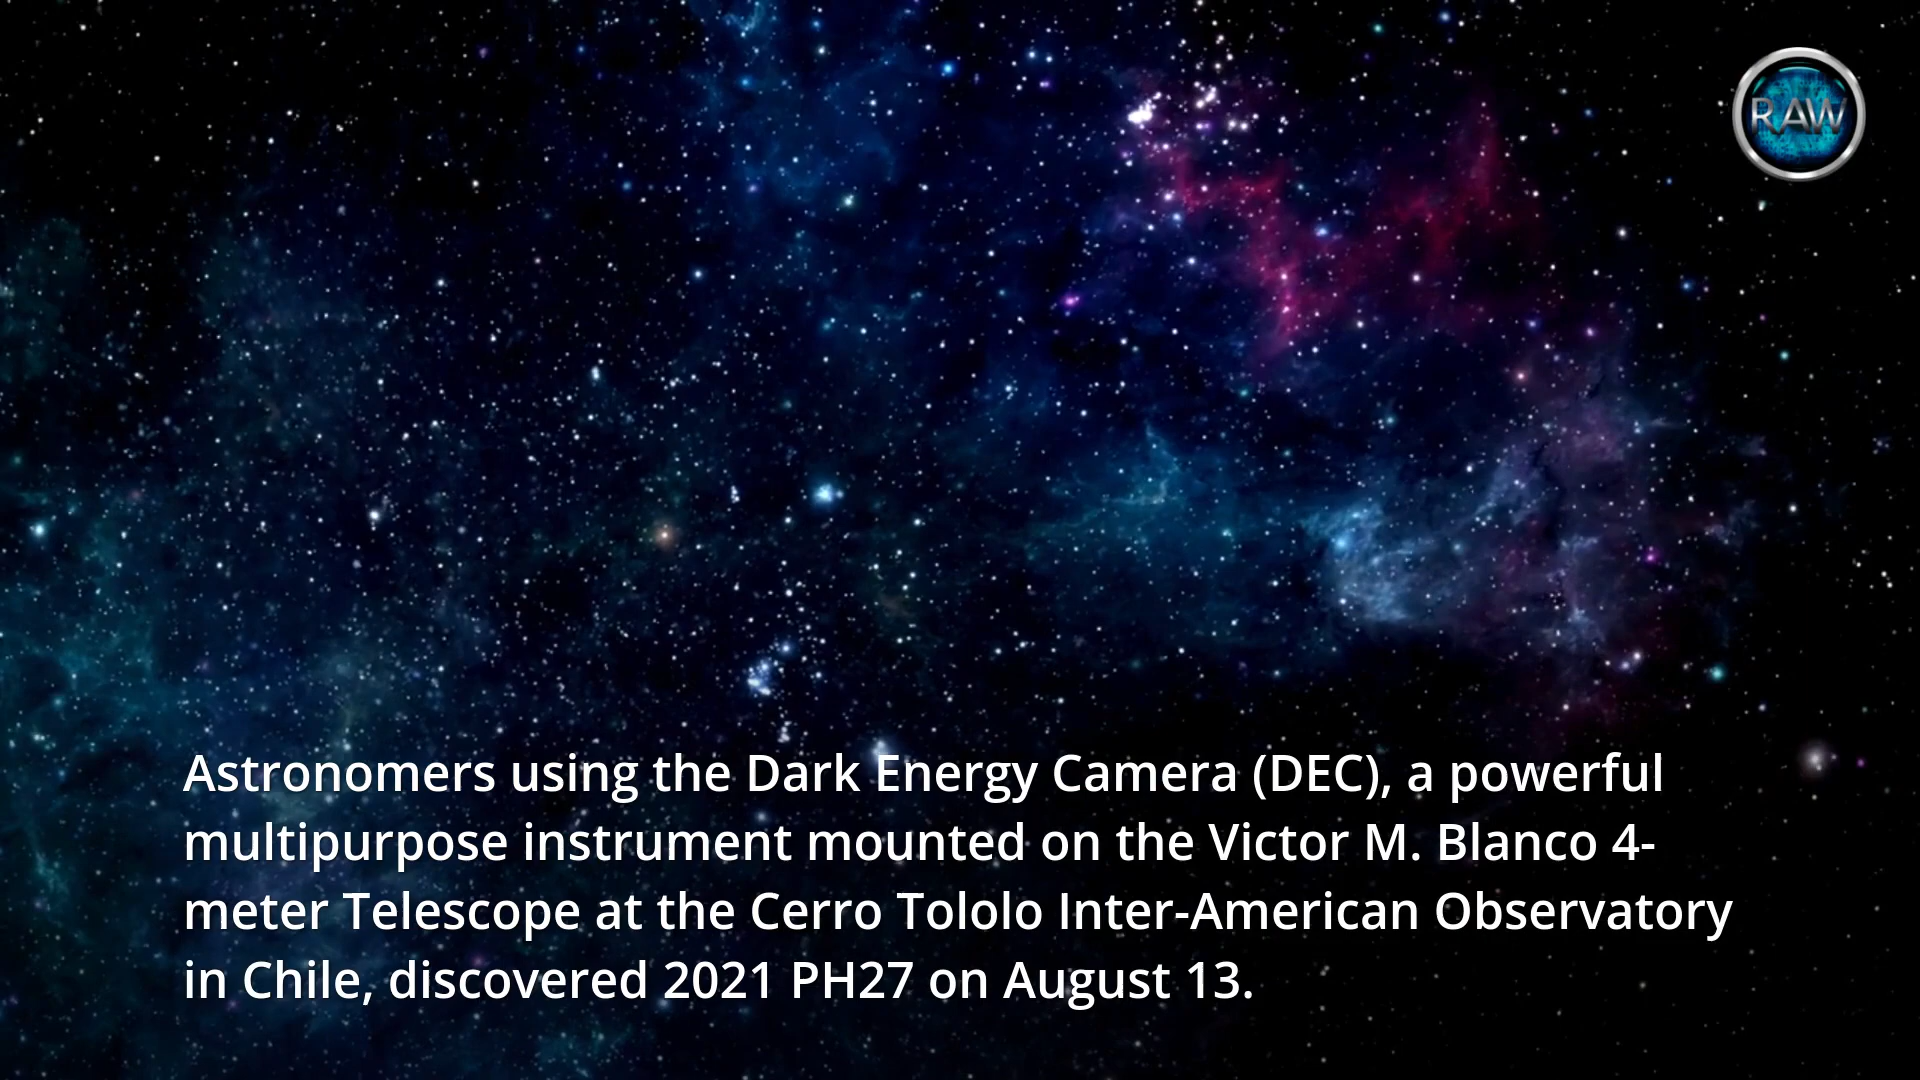 RAW
Astronomers using the Dark Energy Camera (DEC), a powerful
multipurpose instrument mounted on the Victor M. Blanco 4-
meter Telescope at the Cerro Tololo Inter-American Observatory
in Chile, discovered 2021 PH27 on August 13.